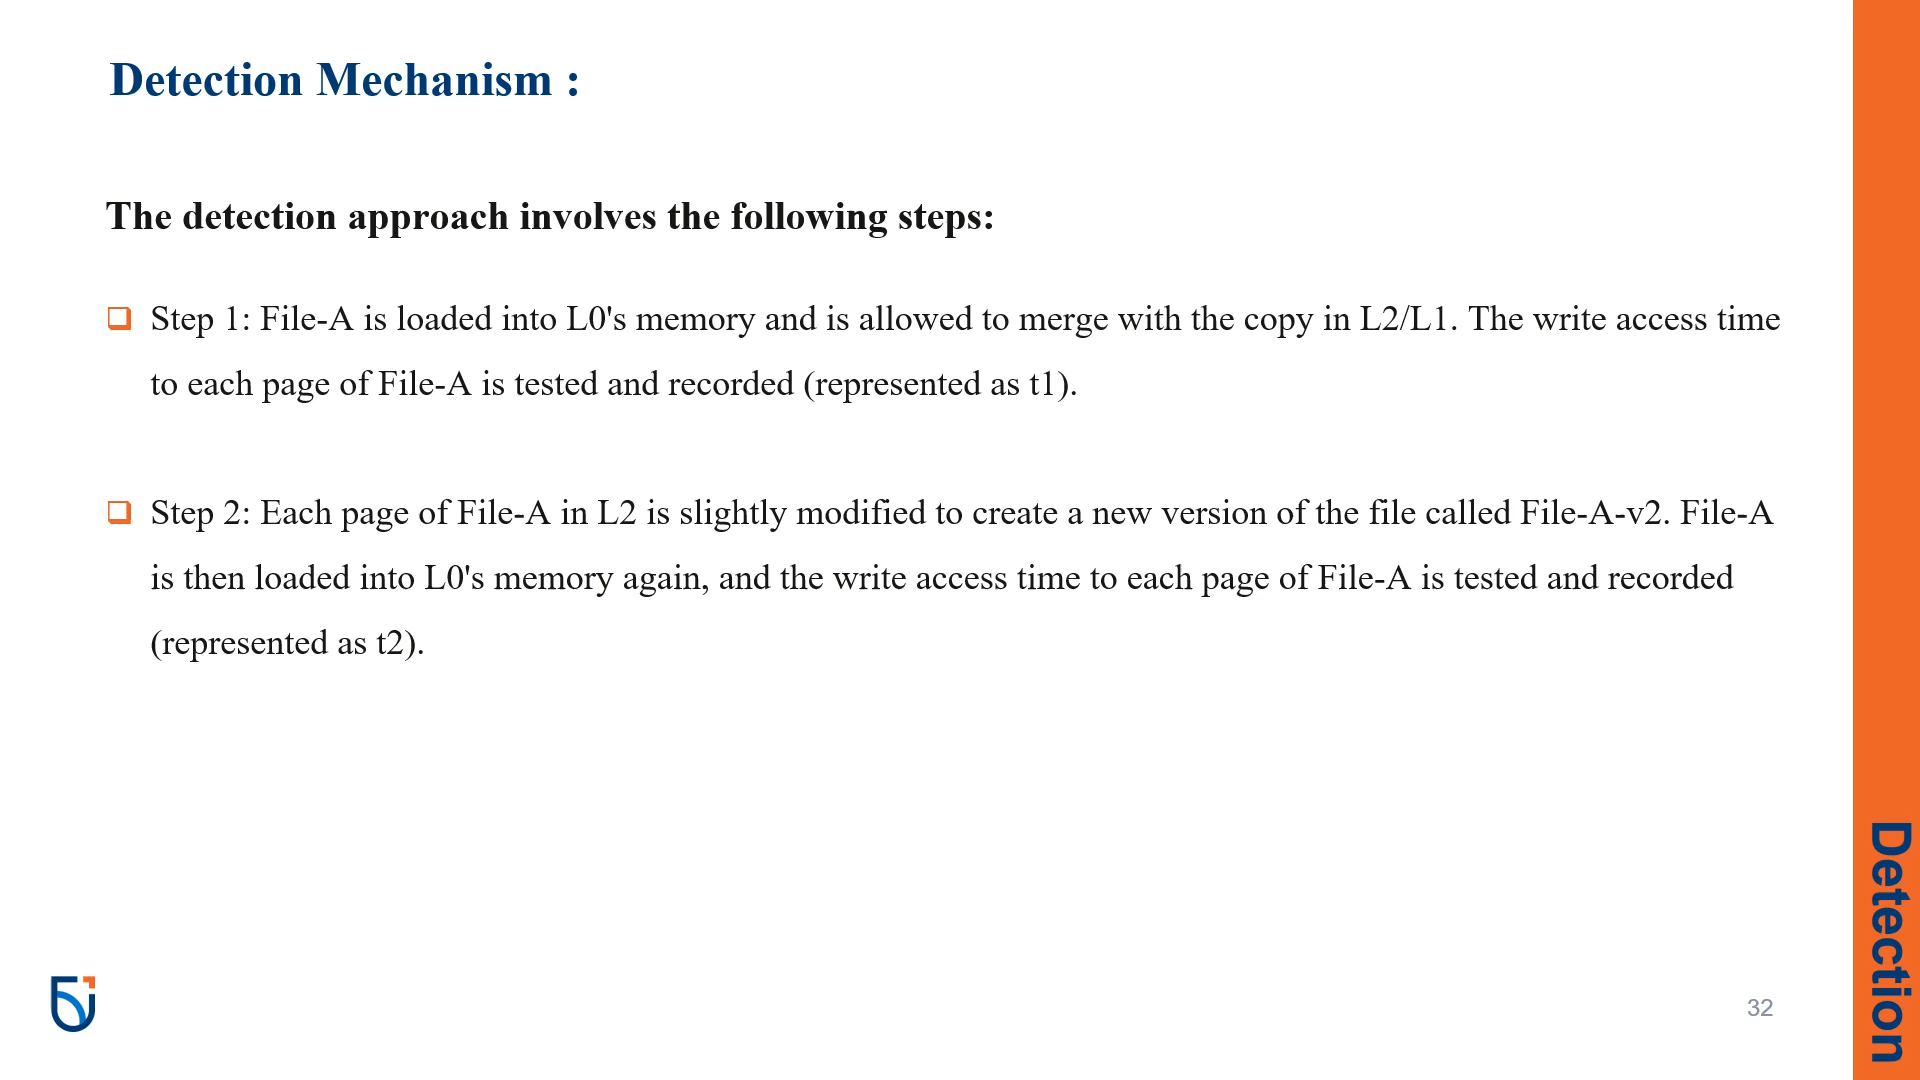 Detection Mechanism :
The detection approach involves the following steps:
Step 1: File-A is loaded into L0's memory and is allowed to merge with the copy in L2/L1. The write access time
to each page of File-A is tested and recorded (represented as t1).
Step 2: Each page of File-A in L2 is slightly modified to create a new version of the file called File-A-v2. File-A
is then loaded into L0's memory again, and the write access time to each page of File-A is tested and recorded
(represented as t2).
32
Detection